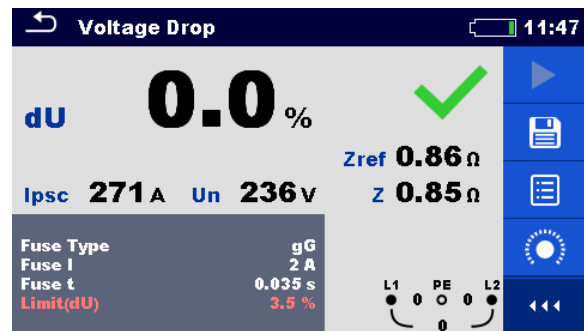 Voltage Drop 11:47
dU 0.0 %
Zref 0.86 Ω
Ipsc 271 A Un 236 V Z 0.85 Ω
Fuse Type gG
Fuse I 2 A
Fuse t 0.035 s
Limit(dU) 3.5 %
L1 PE L2
0 0
0